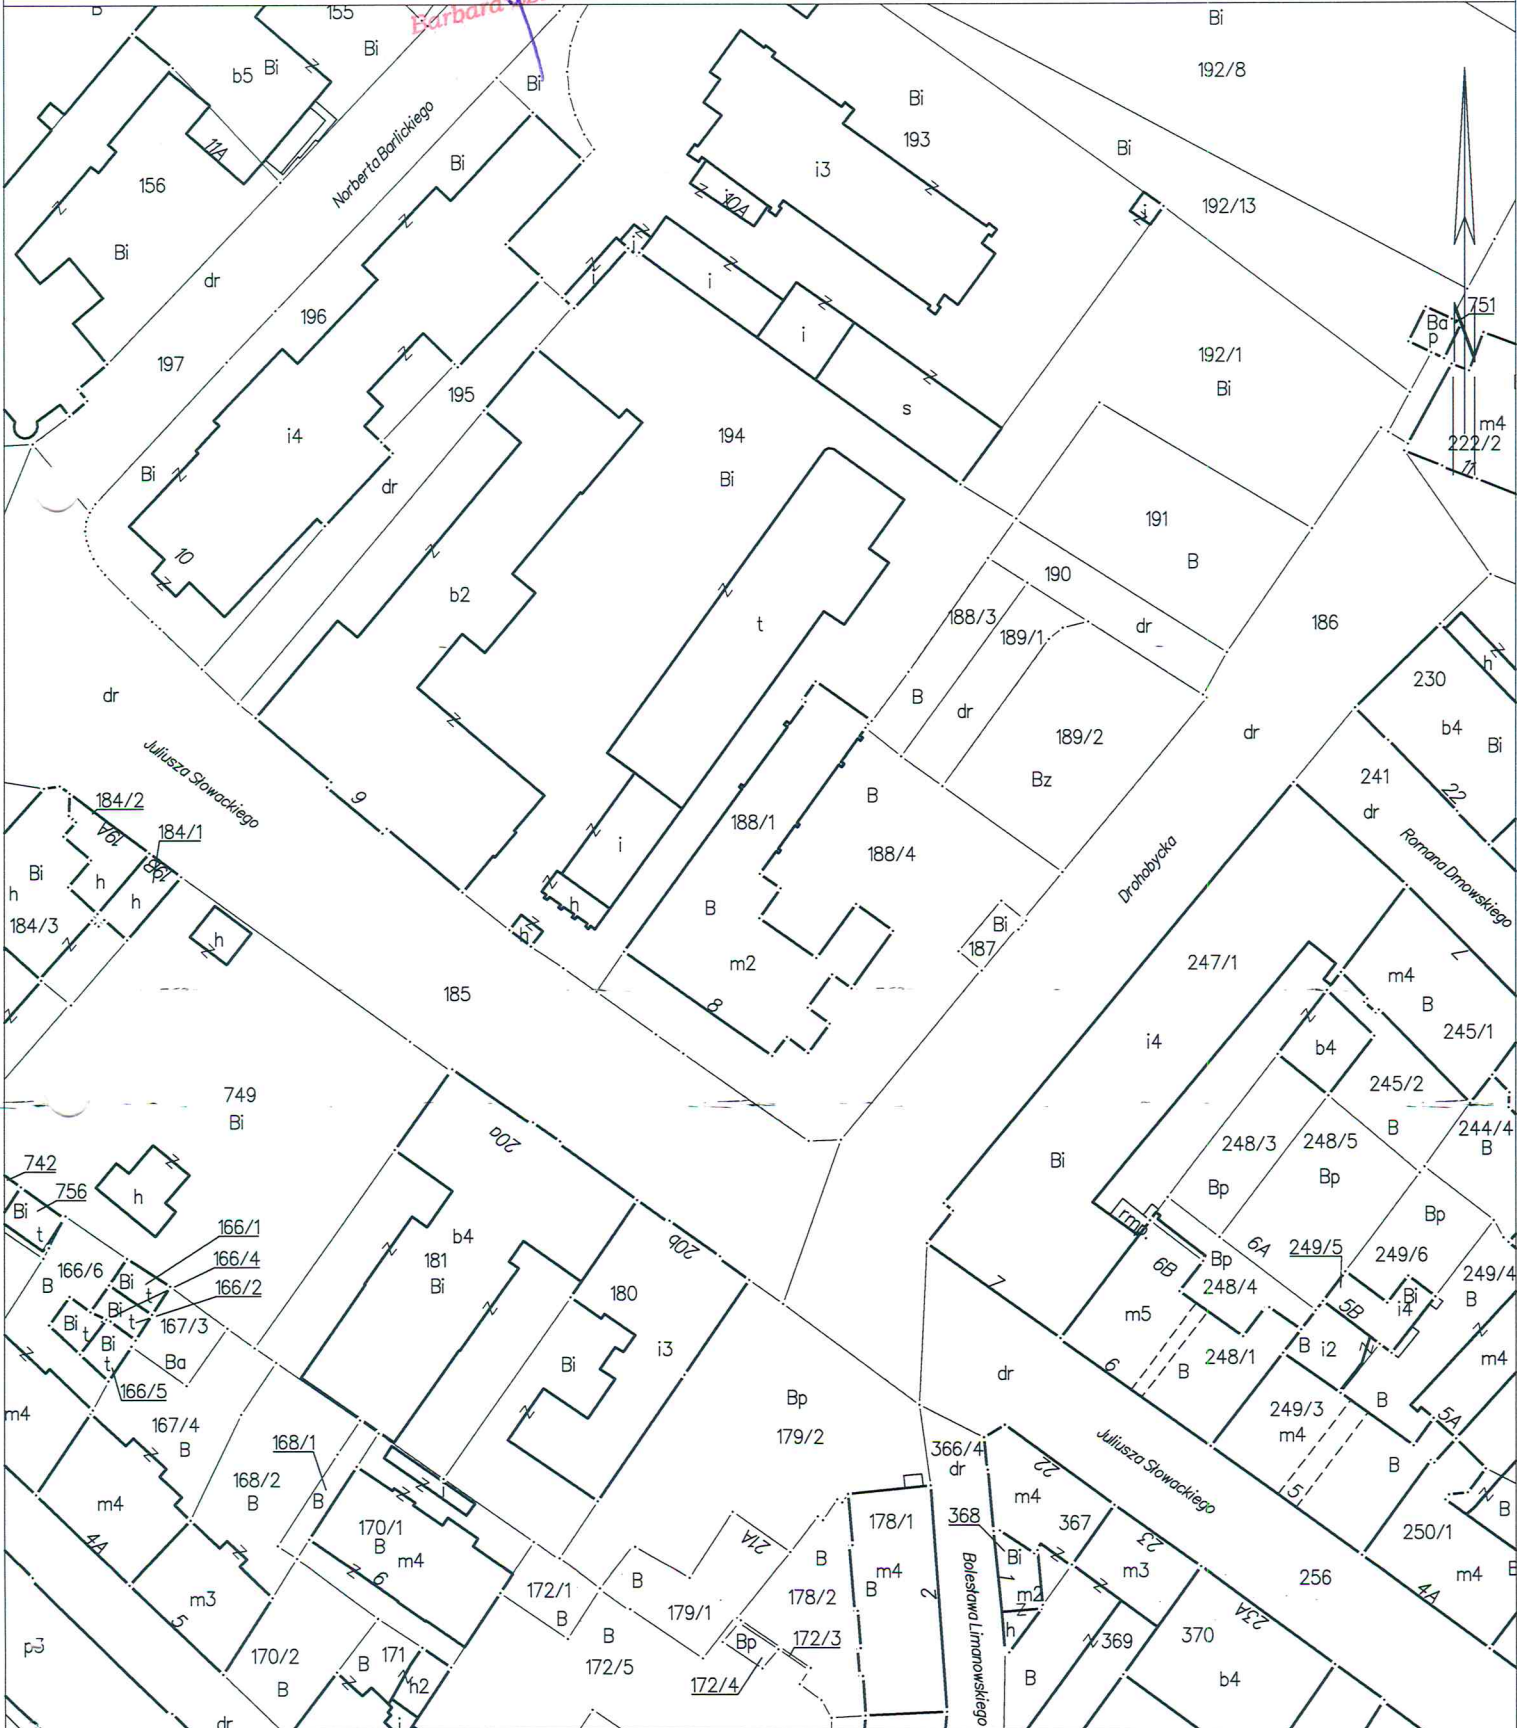 B
155
Barbara
Bi
Bi
192/8
b5
Bi
Bi
Bi
193
Norberta Barlickiego
11A
156
Bi
Bi
i3
10A
i
192/13
Bi
dr
i
i
i
751
Ba
p
196
197
i
192/1
Bi
195
s
m4
222/2
11
i4
194
Bi
Bi
dr
191
B
10
190
b2
188/3
189/1
dr
186
t
h
230
dr
B
dr
189/2
b4
Bi
dr
Juliusza Słowackiego
Bz
241
22
dr
184/2
9
19A
184/1
B
188/1
i
188/4
Drohobycka
Romana Dmowskiego
19B
Bi
h
h
h
184/3
h
h
h
B
Bi
187
m2
247/1
7
m4
B
185
8
245/1
i4
b4
749
Bi
245/2
B
20a
248/3
248/5
244/4
B
742
756
Bi
t
h
Bi
Bp
Bp
Bp
166/1
rmp.
20b
b4
181
Bi
6A
249/5
249/6
166/4
166/6
B
Bi
t
6B
Bp
166/2
7
248/4
249/4
B
Bi
i4
Bi
t
180
5B
167/3
Bi
t
m5
i3
B
i2
Bi
t
Ba
Bi
6
248/1
B
m4
166/5
dr
Bp
B
m4
167/4
B
249/3
m4
5A
179/2
168/1
366/4
dr
22
Juliusza Słowackiego
B
168/2
B
B
i
m4
5
m4
B
170/1
B
m4
368
367
178/1
m4
B
250/1
4A
21A
23
9
B
Bi
m3
B
172/1
B
1
m2
256
m4
B
m3
178/2
2
Bolesława Limanowskiego
4A
5
179/1
23A
p3
B
Bp
172/3
h
369
370
170/2
B
171
B
172/5
172/4
h2
B
b4
dr
i